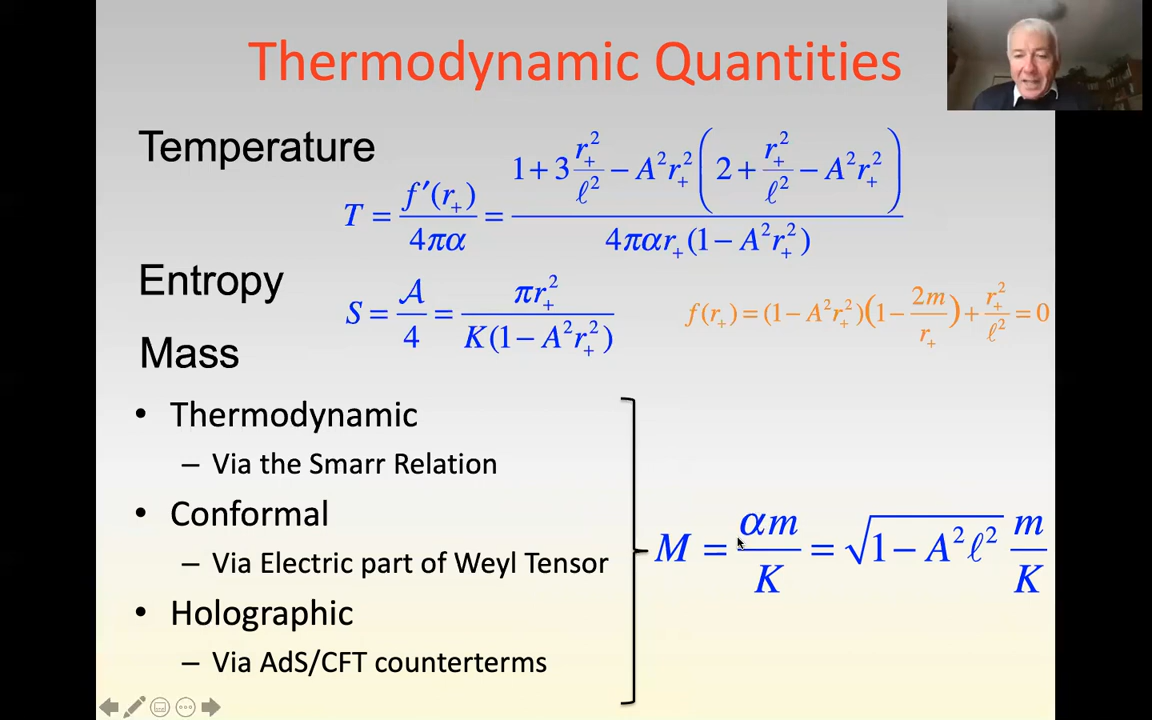 Thermodynamic Quantities
Temperature
T = f′(r₊) / 4πα = (1 + 3 r₊²/ℓ² − A²r₊² (2 + r₊²/ℓ² − A²r₊²)) / (4παr₊(1 − A²r₊²))
Entropy
S = 𝒜/4 = πr₊² / (K(1 − A²r₊²))
f(r₊) = (1 − A²r₊²)(1 − 2m/r₊) + r₊²/ℓ² = 0
Mass
• Thermodynamic
– Via the Smarr Relation
• Conformal
– Via Electric part of Weyl Tensor
• Holographic
– Via AdS/CFT counterterms
M = αm/K = √(1 − A²ℓ²) m/K